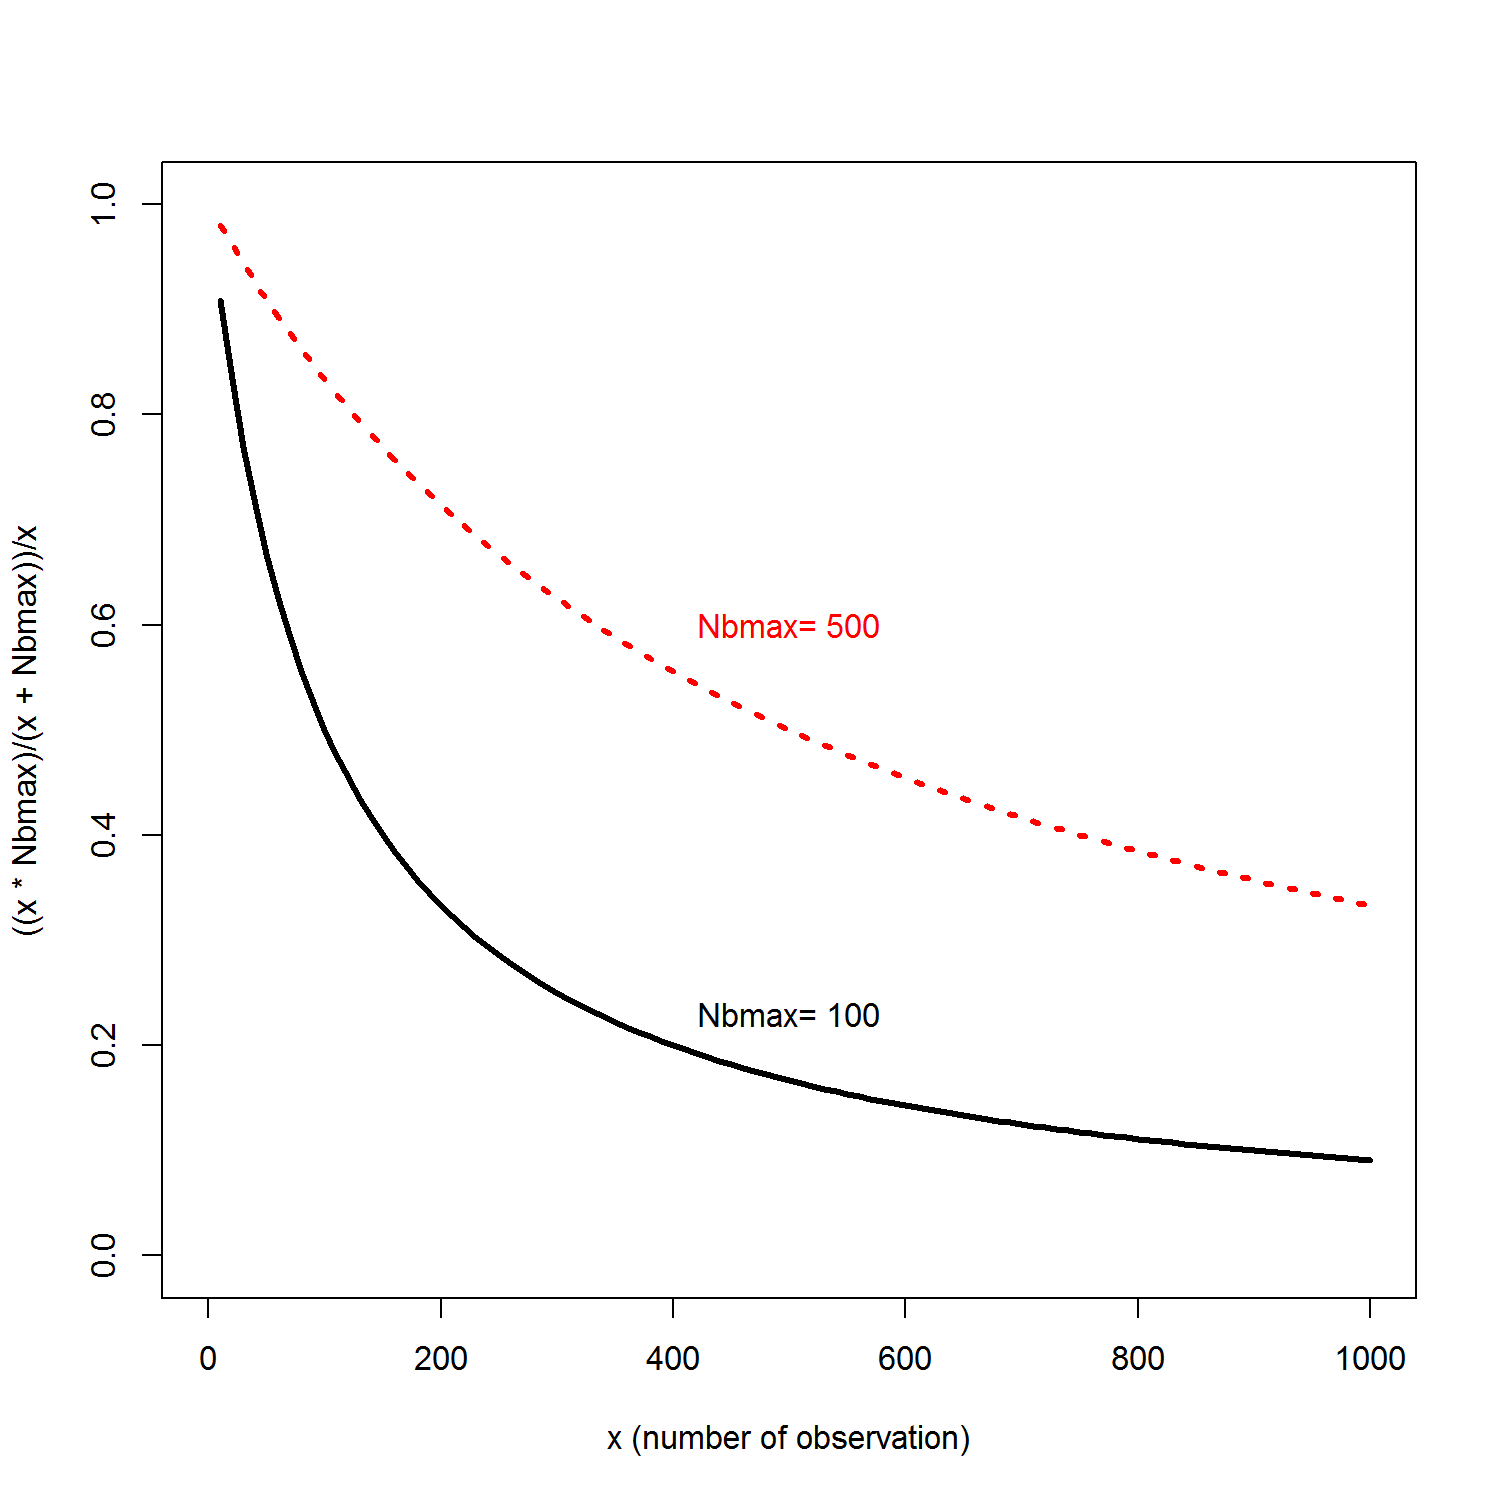 ((x * Nbmax)/(x + Nbmax))/x
1.0
0.8
0.6
0.4
0.2
0.0
Nbmax= 500
Nbmax= 100
0 200 400 600 800 1000
x (number of observation)